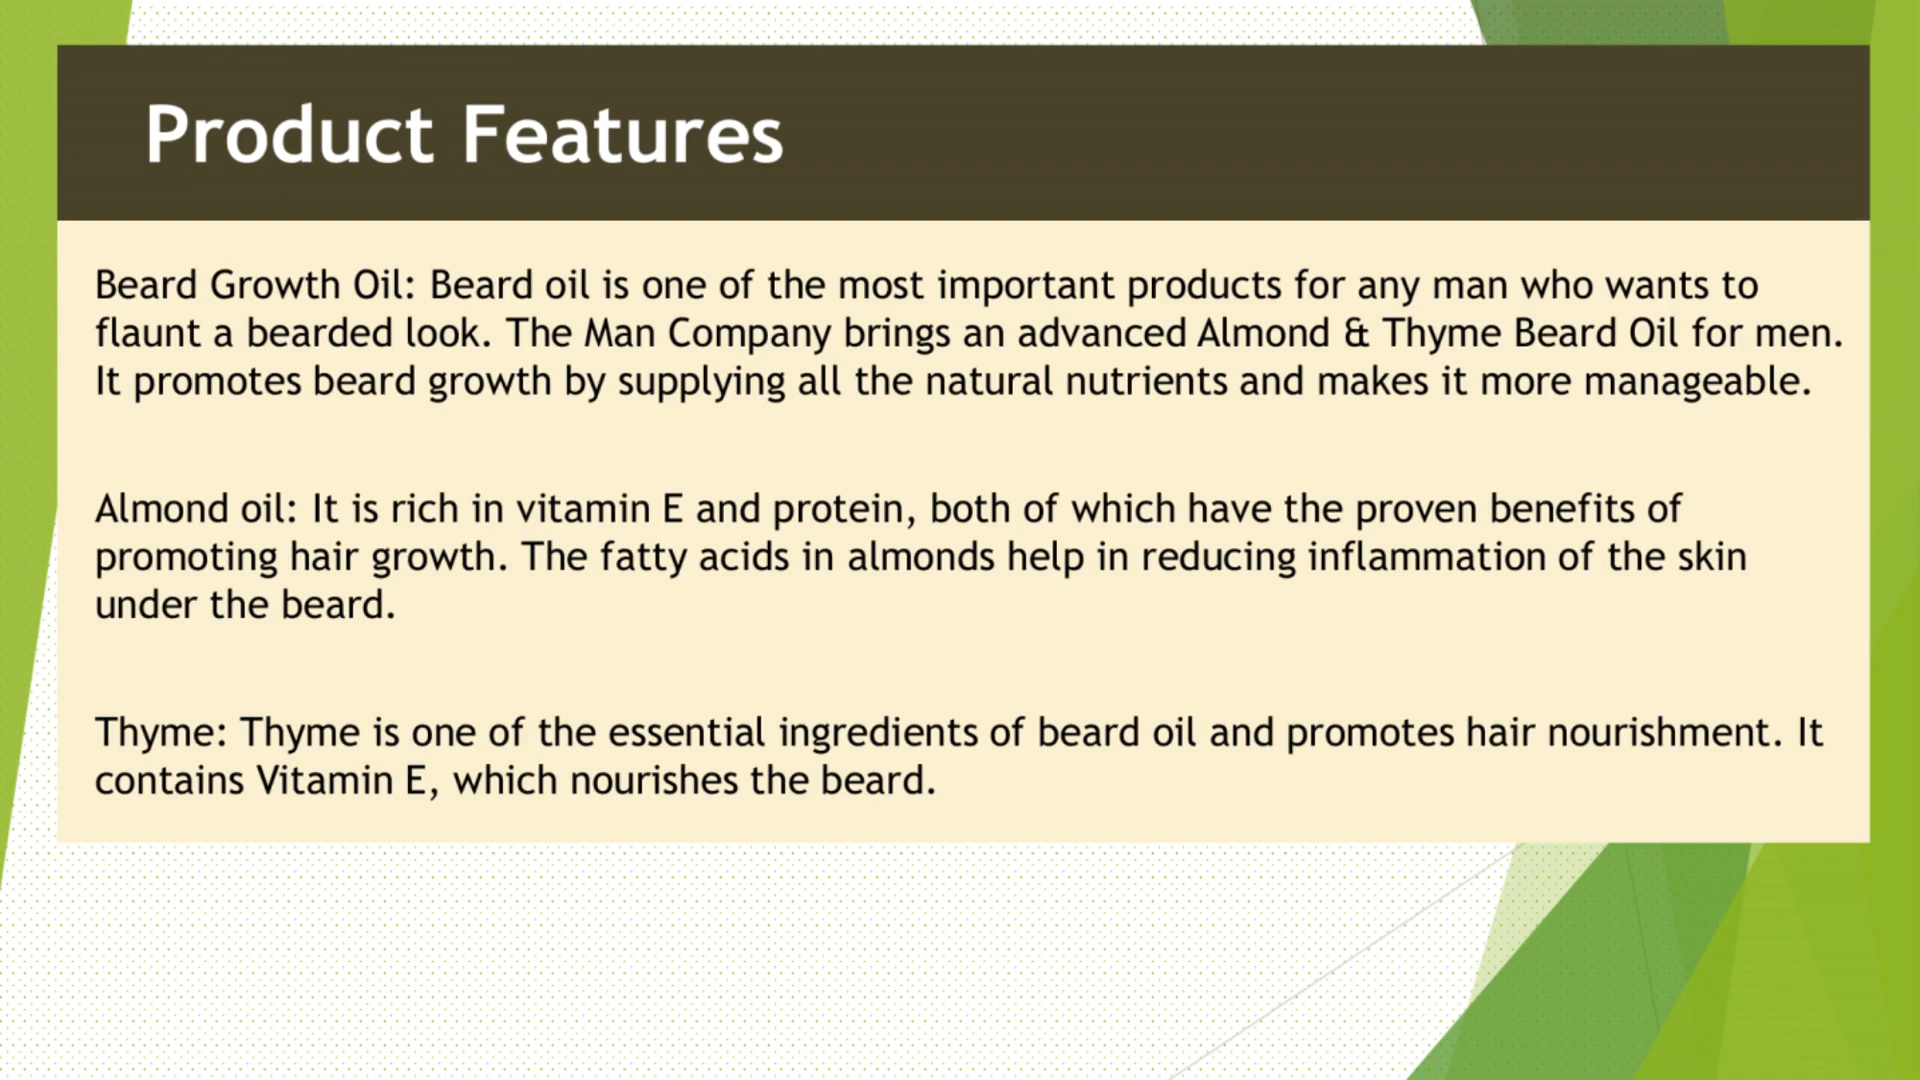 Product Features
Beard Growth Oil: Beard oil is one of the most important products for any man who wants to
flaunt a bearded look. The Man Company brings an advanced Almond & Thyme Beard Oil for men.
It promotes beard growth by supplying all the natural nutrients and makes it more manageable.
Almond oil: It is rich in vitamin E and protein, both of which have the proven benefits of
promoting hair growth. The fatty acids in almonds help in reducing inflammation of the skin
under the beard.
Thyme: Thyme is one of the essential ingredients of beard oil and promotes hair nourishment. It
contains Vitamin E, which nourishes the beard.